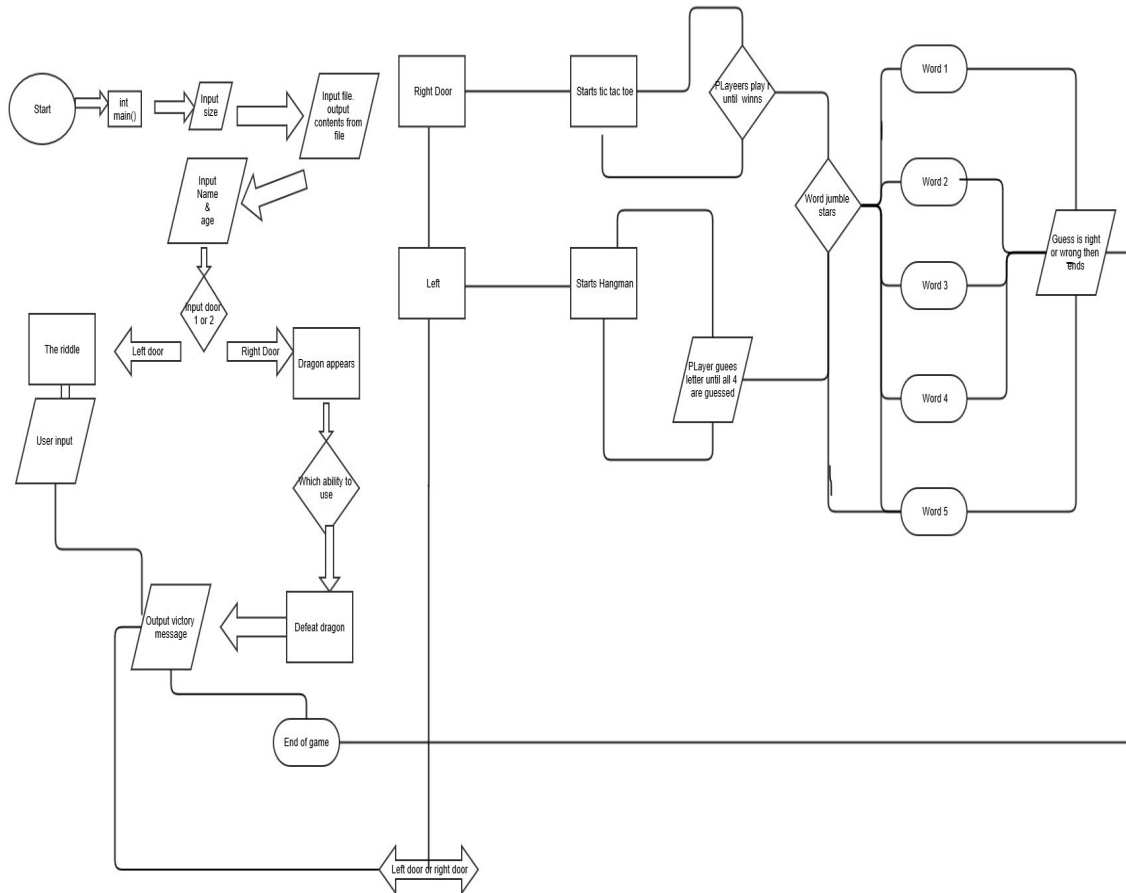 Start
int
main()
Input
size
Input file.
output
contents from
file
Input
Name
&
age
Input door
1 or 2
Left door
Right Door
The riddle
User input
Dragon appears
Which ability to
use
Defeat dragon
Output victory
message
End of game
Left door or right door
Right Door
Left
Starts tic tac toe
PLayeers play
until winns
Starts Hangman
PLayer guees
letter until all 4
are guessed
Word jumble
stars
Word 1
Word 2
Word 3
Word 4
Word 5
Guess is right
or wrong then
ends